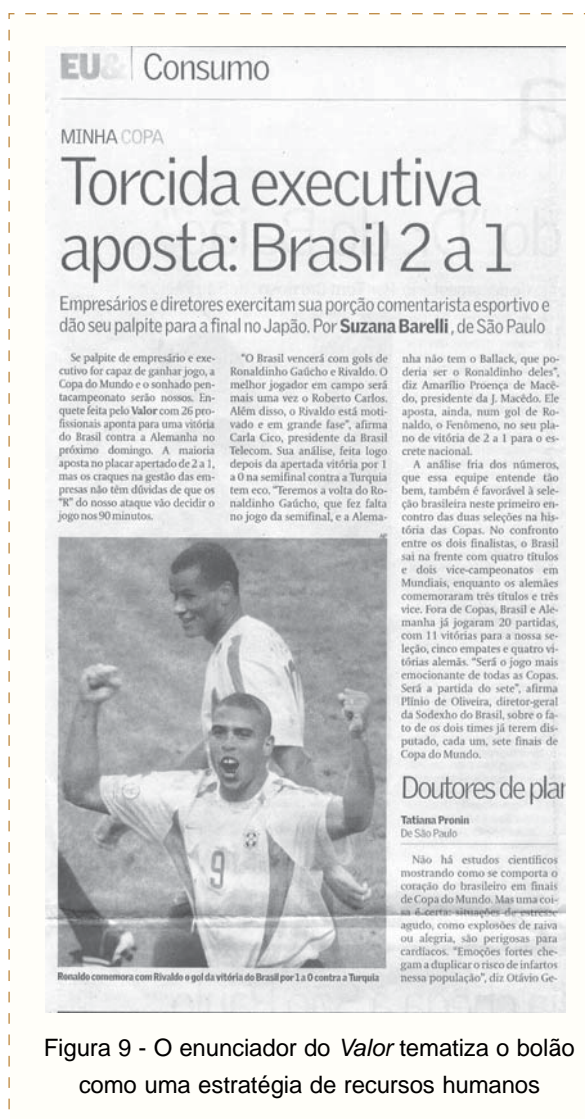 EU& Consumo
MINHA COPA
Torcida executiva
aposta: Brasil 2 a 1
Empresários e diretores exercitam sua porção comentarista esportivo e
dão seu palpite para a final no Japão. Por Suzana Barelli, de São Paulo
Se palpite de empresário e exe-
cutivo for capaz de ganhar jogo, a
Copa do Mundo e o sonhado pen-
tacampeonato serão nossos. En-
quete feita pelo Valor com 26 pro-
fissionais aponta para uma vitória
do Brasil contra a Alemanha no
próximo domingo. A maioria
aposta no placar apertado de 2 a 1,
mas os craques na gestão das em-
presas não têm dúvidas de que os
"R" do nosso ataque vão decidir o
jogo nos 90 minutos.
"O Brasil vencerá com gols de
Ronaldinho Gaúcho e Rivaldo. O
melhor jogador em campo será
mais uma vez o Roberto Carlos.
Além disso, o Rivaldo está moti-
vado e em grande fase", afirma
Carla Cico, presidente da Brasil
Telecom. Sua análise, feita logo
depois da apertada vitória por 1
a 0 na semifinal contra a Turquia
tem eco. "Teremos a volta do Ro-
naldinho Gaúcho, que fez falta
no jogo da semifinal, e a Alema-
nha não tem o Ballack, que po-
deria ser o Ronaldinho deles",
diz Amarílio Proença de Macê-
do, presidente da J. Macêdo. Ele
aposta, ainda, num gol de Ro-
naldo, o Fenômeno, no seu pla-
no de vitória de 2 a 1 para o es-
crete nacional.
A análise fria dos números,
que essa equipe entende tão
bem, também é favorável à sele-
ção brasileira neste primeiro en-
contro das duas seleções na his-
tória das Copas. No confronto
entre os dois finalistas, o Brasil
sai na frente com quatro títulos
e dois vice-campeonatos em
Mundiais, enquanto os alemães
comemoraram três títulos e três
vice. Fora de Copas, Brasil e Ale-
manha já jogaram 20 partidas,
com 11 vitórias para a nossa se-
leção, cinco empates e quatro vi-
tórias alemãs. "Será o jogo mais
emocionante de todas as Copas.
Será a partida do sete", afirma
Plínio de Oliveira, diretor-geral
da Sodexho do Brasil, sobre o fa-
to de os dois times já terem dis-
putado, cada um, sete finais de
Copa do Mundo.
AP
9
Ronaldo comemora com Rivaldo o gol da vitória do Brasil por 1 a 0 contra a Turquia
Doutores de plan
Tatiana Pronin
De São Paulo
Não há estudos científicos
mostrando como se comporta o
coração do brasileiro em finais
de Copa do Mundo. Mas uma coi-
sa é certa: situações de estresse
agudo, como explosões de raiva
ou alegria, são perigosas para
cardíacos. "Emoções fortes che-
gam a duplicar o risco de infartos
nessa população", diz Otávio Ge-
Figura 9 - O enunciador do Valor tematiza o bolão
como uma estratégia de recursos humanos